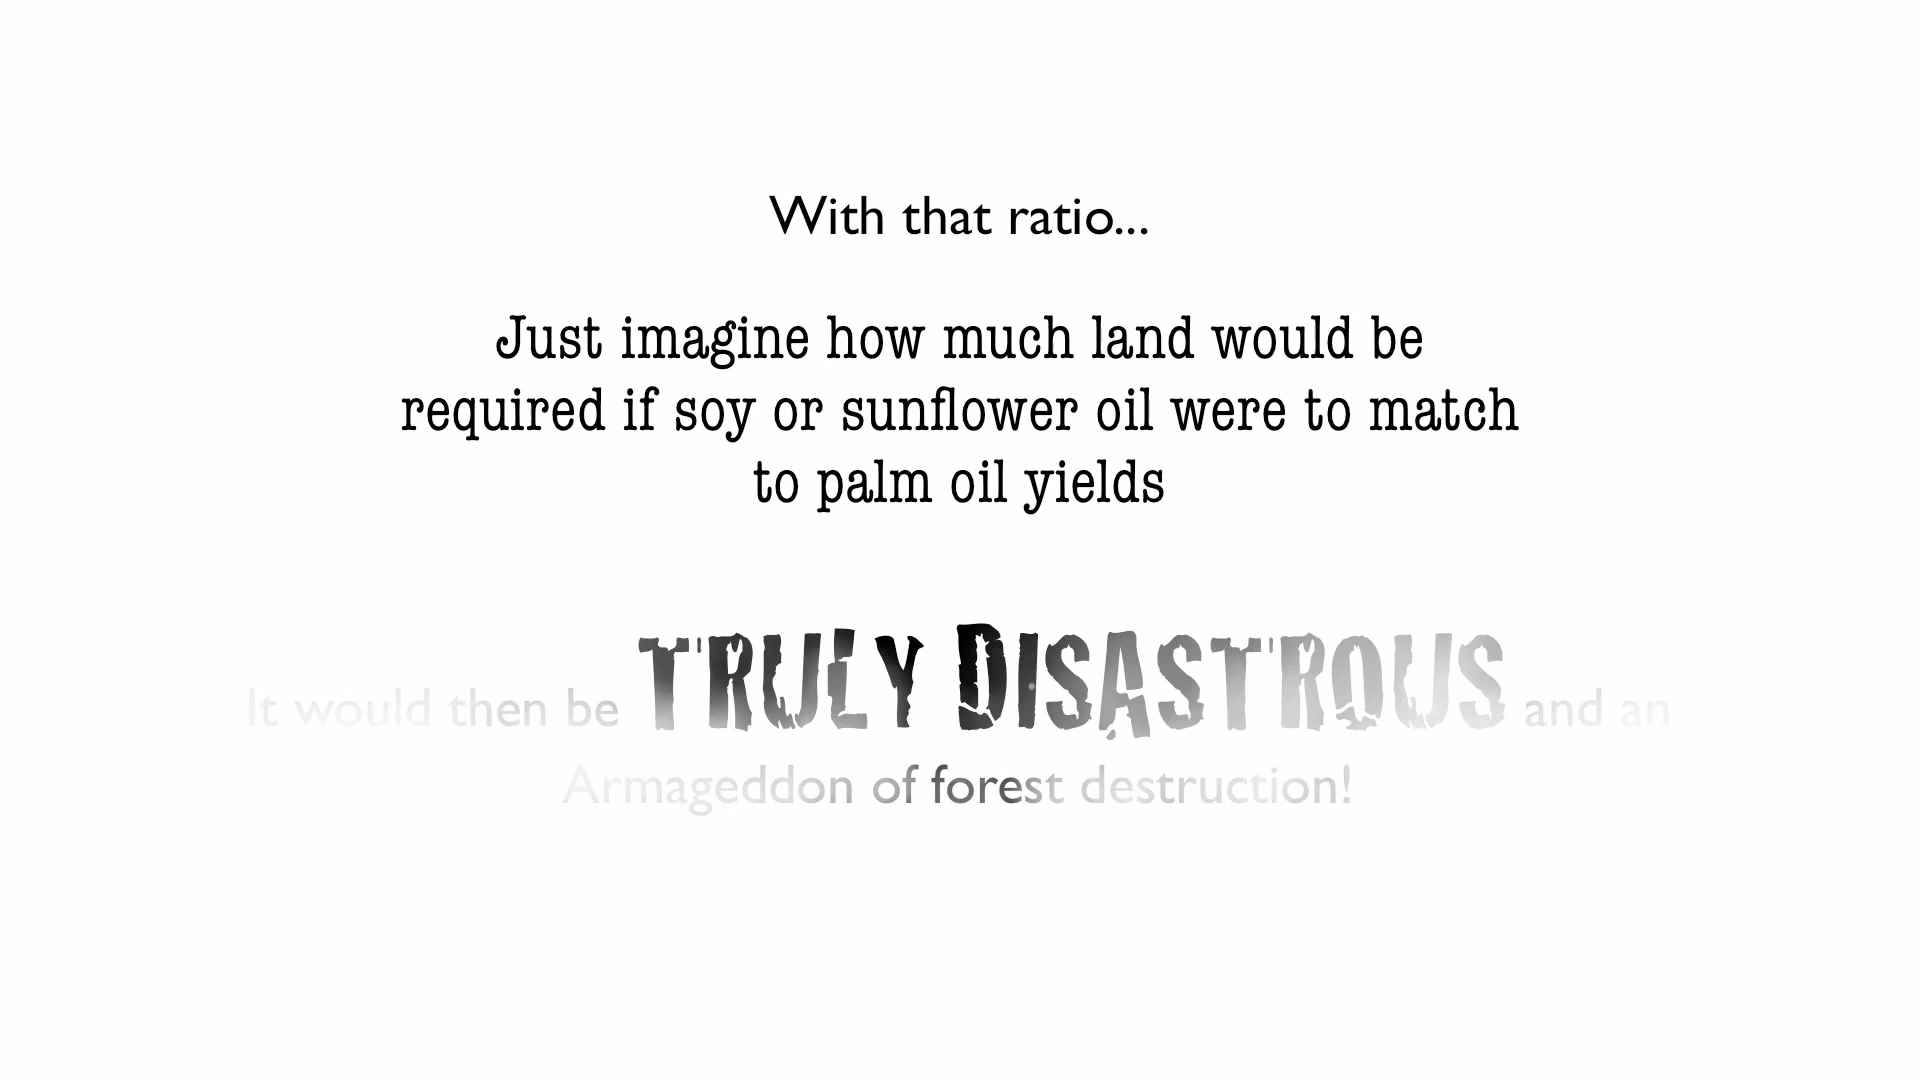 With that ratio...
Just imagine how much land would be
required if soy or sunflower oil were to match
to palm oil yields
It would then be TRULY DISASTROUS and an
Armageddon of forest destruction!